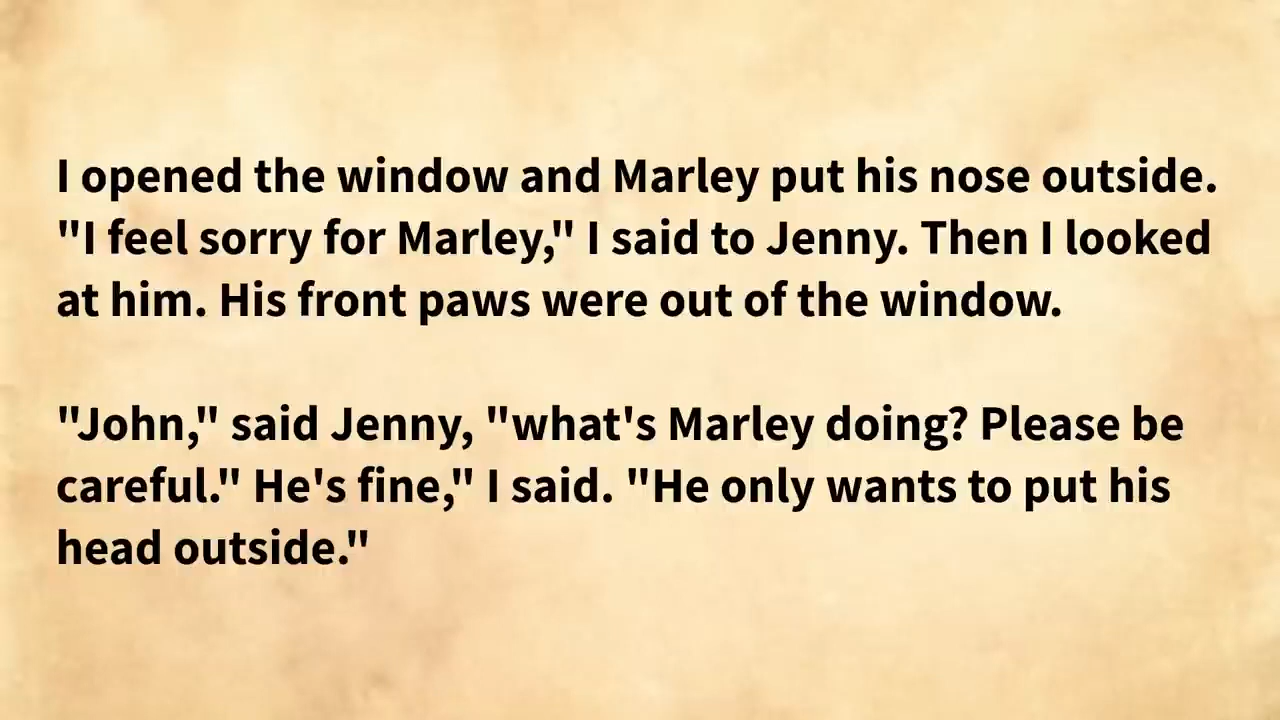 I opened the window and Marley put his nose outside.
"I feel sorry for Marley," I said to Jenny. Then I looked
at him. His front paws were out of the window.
"John," said Jenny, "what's Marley doing? Please be
careful." He's fine," I said. "He only wants to put his
head outside."